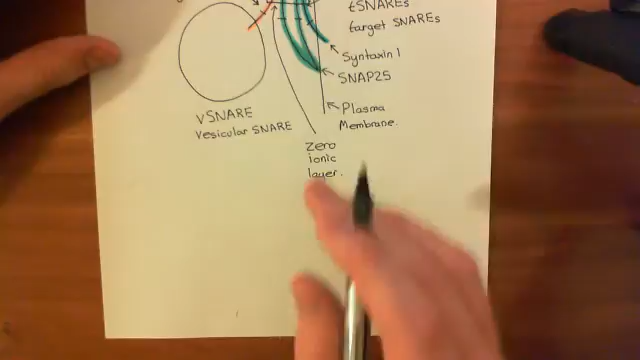 tSNAREs
target SNAREs
Syntaxin 1
SNAP25
Plasma
Membrane.
vSNARE
Vesicular SNARE
Zero
ionic
layer.